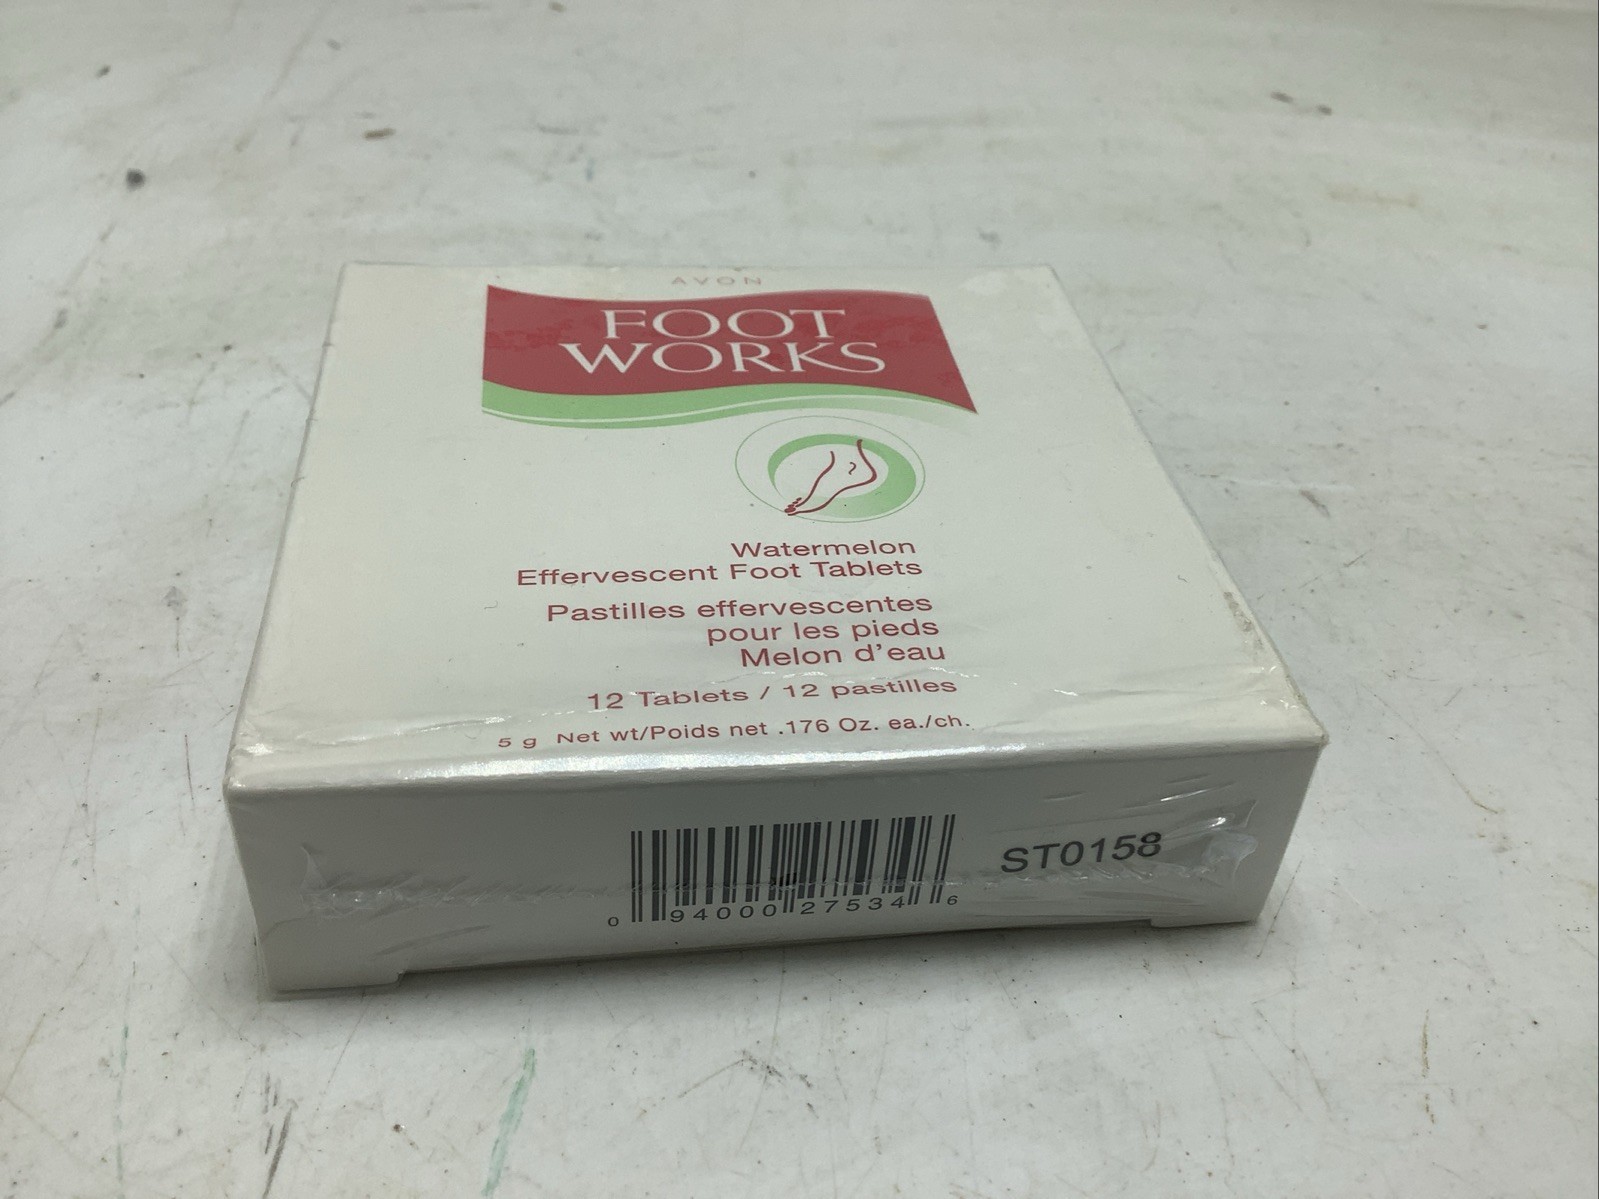 AVON
FOOT
WORKS
Watermelon
Effervescent Foot Tablets
Pastilles effervescentes
pour les pieds
Melon d'eau
12 Tablets / 12 pastilles
5 g Net wt/Poids net .176 Oz. ea./ch.
ST0158
0 94000 27534 6